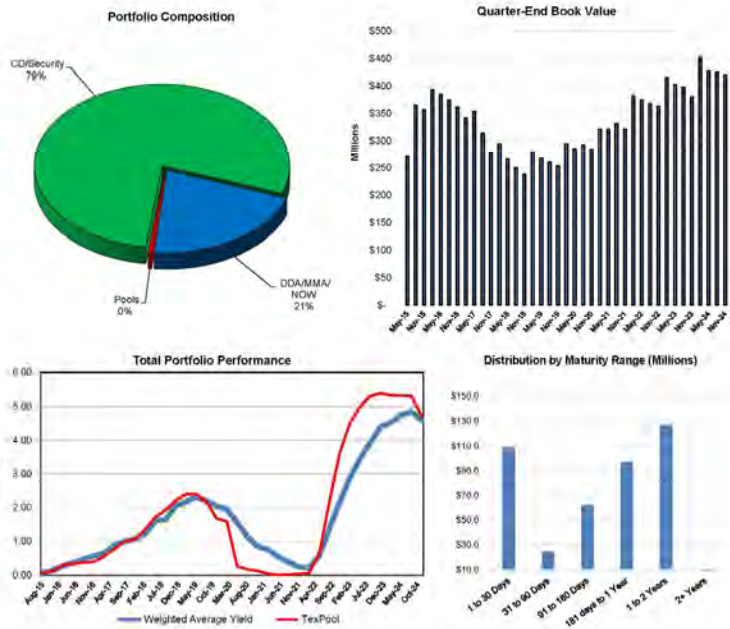 Portfolio Composition
CD/Security
79%
Pools
0%
DDA/MMA/
NOW
21%
Quarter-End Book Value
Millions
$500
$450
$400
$350
$300
$250
$200
$150
$100
$50
$-
May-15
Nov-15
May-16
Nov-16
May-17
Nov-17
May-18
Nov-18
May-19
Nov-19
May-20
Nov-20
May-21
Nov-21
May-22
Nov-22
May-23
Nov-23
May-24
Nov-24
Total Portfolio Performance
6.00
5.00
4.00
3.00
2.00
1.00
0.00
Aug-15
Jan-16
Jun-16
Nov-16
Apr-17
Sep-17
Feb-18
Jul-18
Dec-18
May-19
Oct-19
Mar-20
Aug-20
Jan-21
Jun-21
Nov-21
Apr-22
Sep-22
Feb-23
Jul-23
Dec-23
May-24
Oct-24
Weighted Average Yield
TexPool
Distribution by Maturity Range (Millions)
$150.0
$130.0
$110.0
$90.0
$70.0
$50.0
$30.0
$10.0
1 to 30 Days
31 to 90 Days
91 to 180 Days
181 days to 1 Year
1 to 2 Years
2+ Years